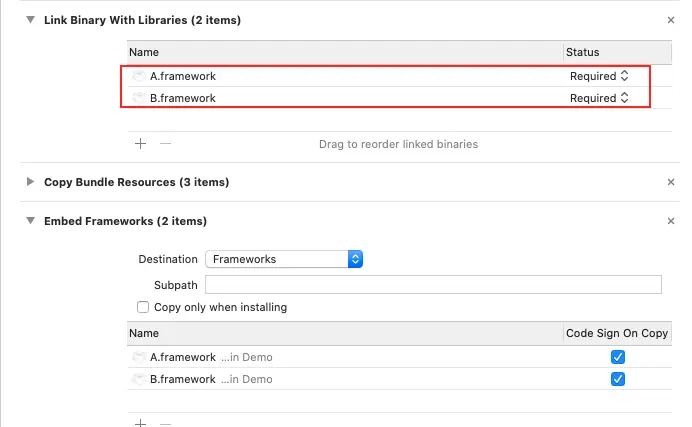 Link Binary With Libraries (2 items)
Name Status
A.framework Required
B.framework Required
Drag to reorder linked binaries
Copy Bundle Resources (3 items)
Embed Frameworks (2 items)
Destination Frameworks
Subpath
Copy only when installing
Name Code Sign On Copy
A.framework ...in Demo
B.framework ...in Demo